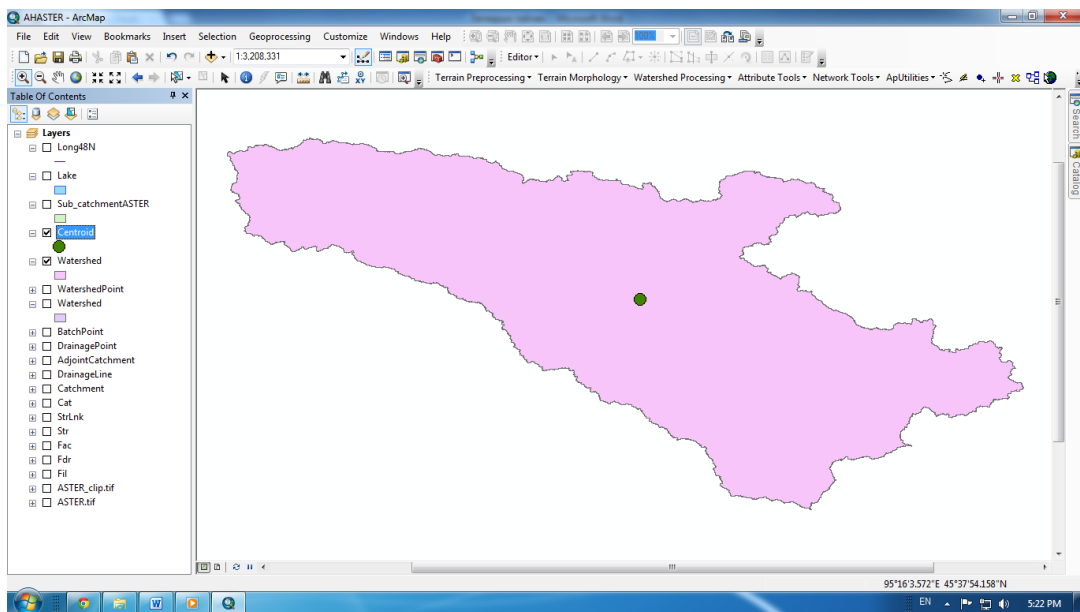 AHASTER - ArcMap
File Edit View Bookmarks Insert Selection Geoprocessing Customize Windows Help 100%
1:3,208,331 Editor
Terrain Preprocessing Terrain Morphology Watershed Processing Attribute Tools Network Tools ApUtilities
Table Of Contents
Layers
Long48N
Lake
Sub_catchmentASTER
Centroid
Watershed
WatershedPoint
Watershed
BatchPoint
DrainagePoint
AdjointCatchment
DrainageLine
Catchment
Cat
StrLnk
Str
Fac
Fdr
Fil
ASTER_clip.tif
ASTER.tif
Search
Catalog
95°16'3.572"E 45°37'54.158"N
EN 5:22 PM